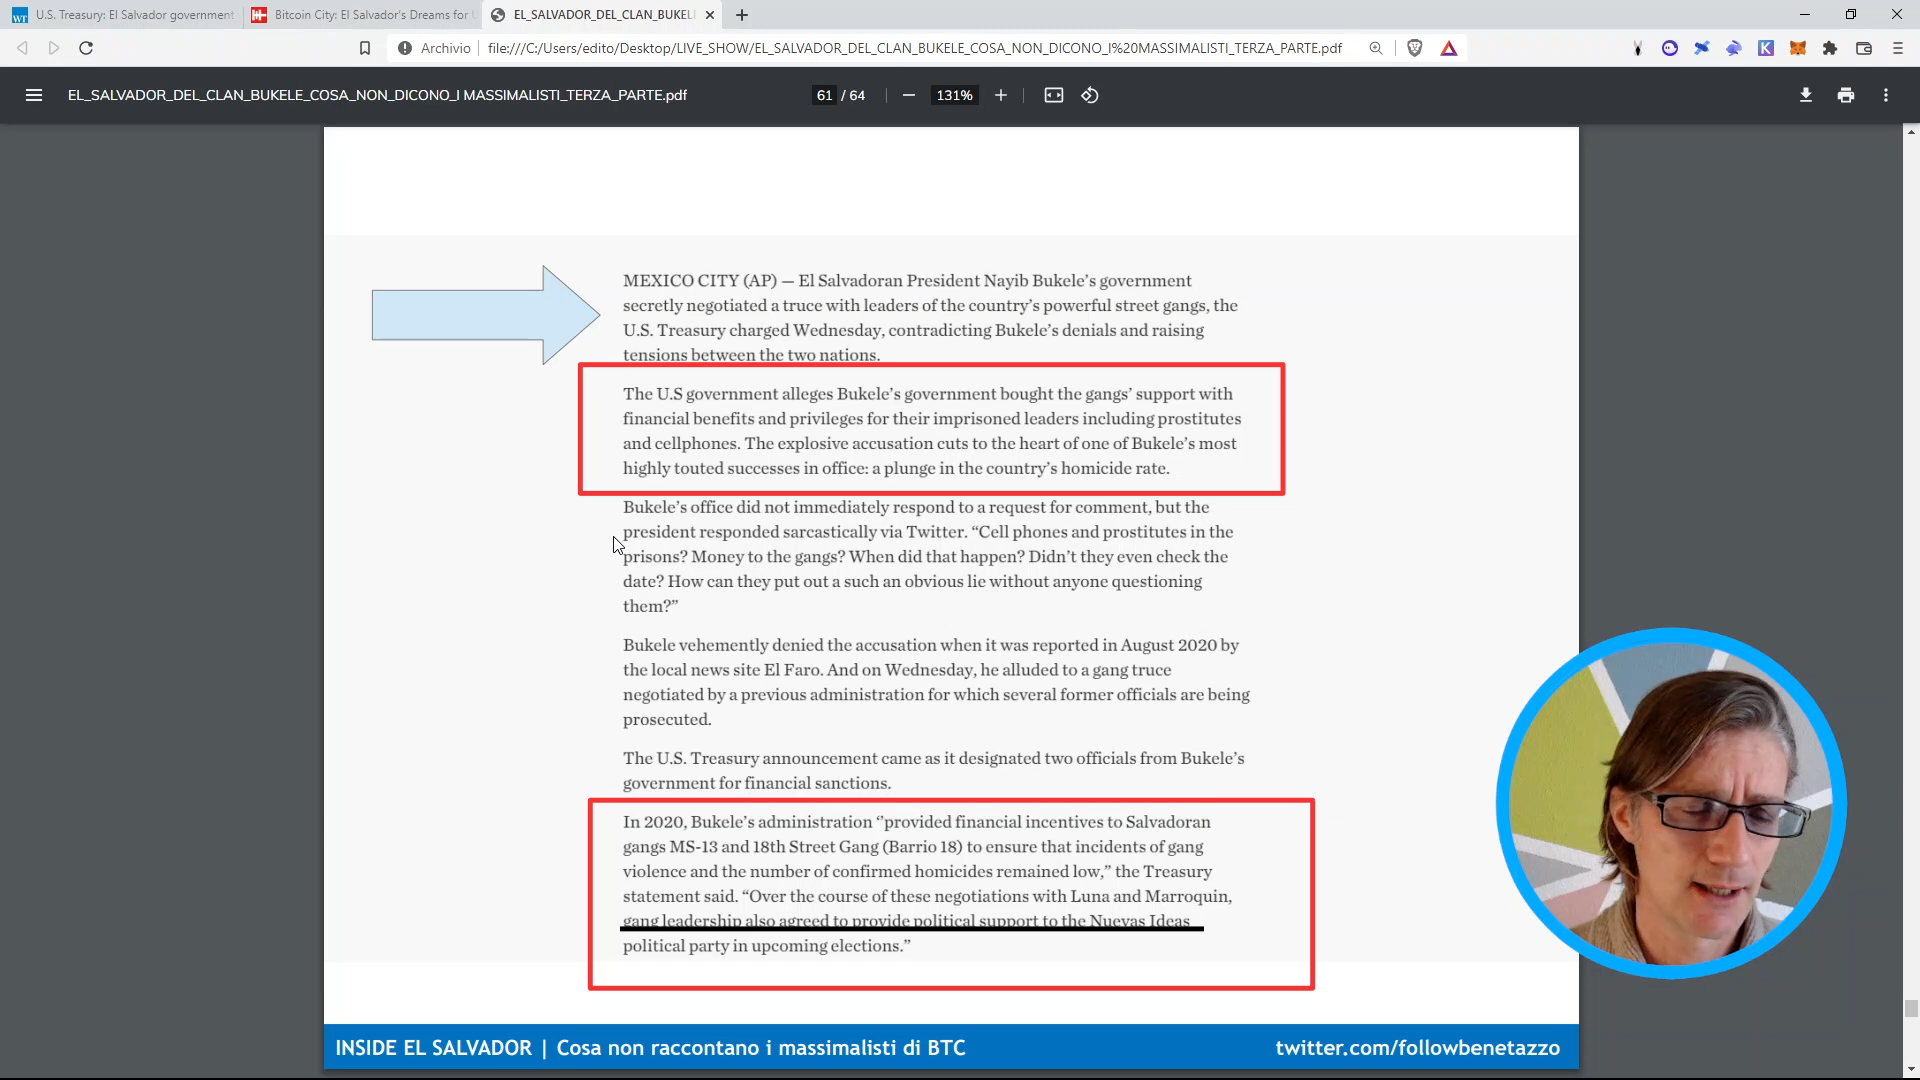 U.S. Treasury: El Salvador government
Bitcoin City: El Salvador's Dreams for
EL_SALVADOR_DEL_CLAN_BUKEL
Archivio
file:///C:/Users/edito/Desktop/LIVE_SHOW/EL_SALVADOR_DEL_CLAN_BUKELE_COSA_NON_DICONO_I%20MASSIMALISTI_TERZA_PARTE.pdf
EL_SALVADOR_DEL_CLAN_BUKELE_COSA_NON_DICONO_I MASSIMALISTI_TERZA_PARTE.pdf
61 / 64
131%
MEXICO CITY (AP) — El Salvadoran President Nayib Bukele’s government
secretly negotiated a truce with leaders of the country’s powerful street gangs, the
U.S. Treasury charged Wednesday, contradicting Bukele’s denials and raising
tensions between the two nations.
The U.S government alleges Bukele’s government bought the gangs’ support with
financial benefits and privileges for their imprisoned leaders including prostitutes
and cellphones. The explosive accusation cuts to the heart of one of Bukele’s most
highly touted successes in office: a plunge in the country’s homicide rate.
Bukele’s office did not immediately respond to a request for comment, but the
president responded sarcastically via Twitter. “Cell phones and prostitutes in the
prisons? Money to the gangs? When did that happen? Didn’t they even check the
date? How can they put out a such an obvious lie without anyone questioning
them?”
Bukele vehemently denied the accusation when it was reported in August 2020 by
the local news site El Faro. And on Wednesday, he alluded to a gang truce
negotiated by a previous administration for which several former officials are being
prosecuted.
The U.S. Treasury announcement came as it designated two officials from Bukele’s
government for financial sanctions.
In 2020, Bukele’s administration ‘’provided financial incentives to Salvadoran
gangs MS-13 and 18th Street Gang (Barrio 18) to ensure that incidents of gang
violence and the number of confirmed homicides remained low,” the Treasury
statement said. “Over the course of these negotiations with Luna and Marroquin,
gang leadership also agreed to provide political support to the Nuevas Ideas
political party in upcoming elections.”
INSIDE EL SALVADOR | Cosa non raccontano i massimalisti di BTC
twitter.com/followbenetazzo